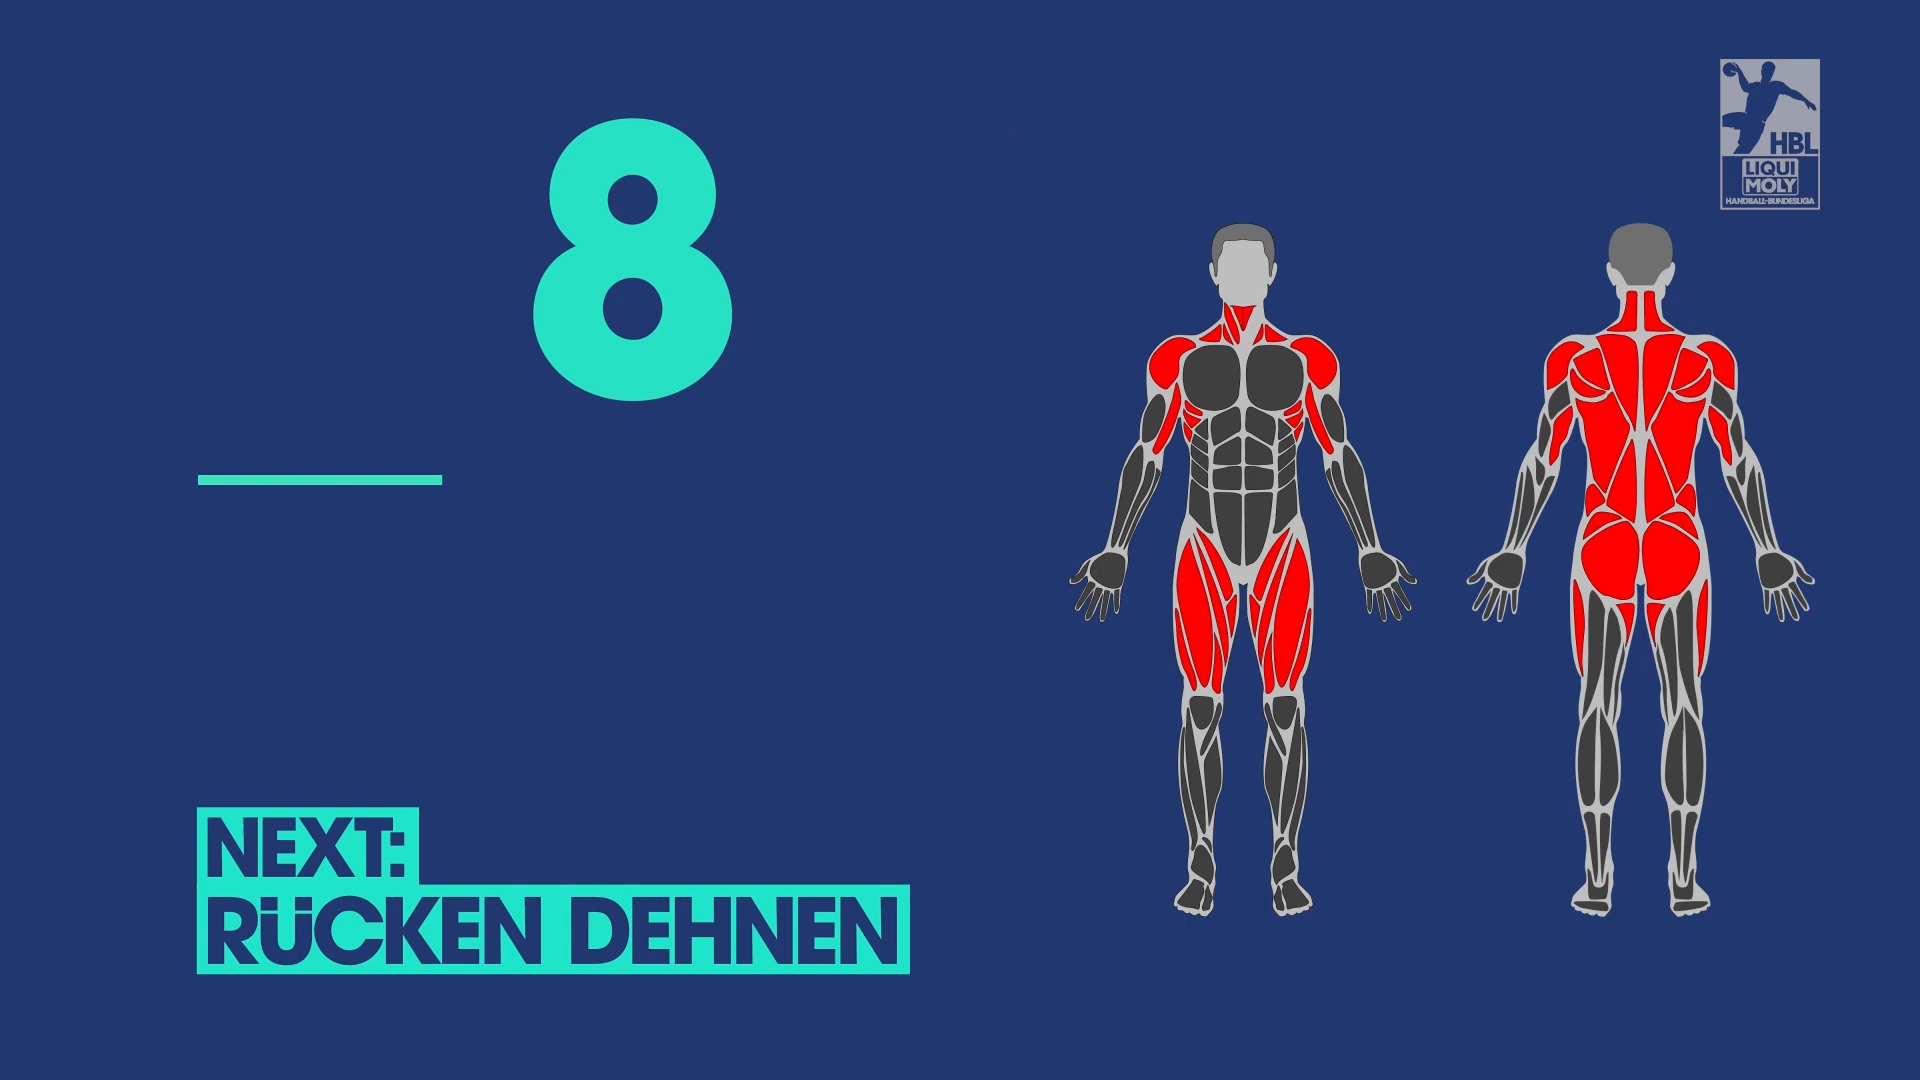 8
HBL
LIQUI
MOLY
HANDBALL-BUNDESLIGA
NEXT:
RÜCKEN DEHNEN